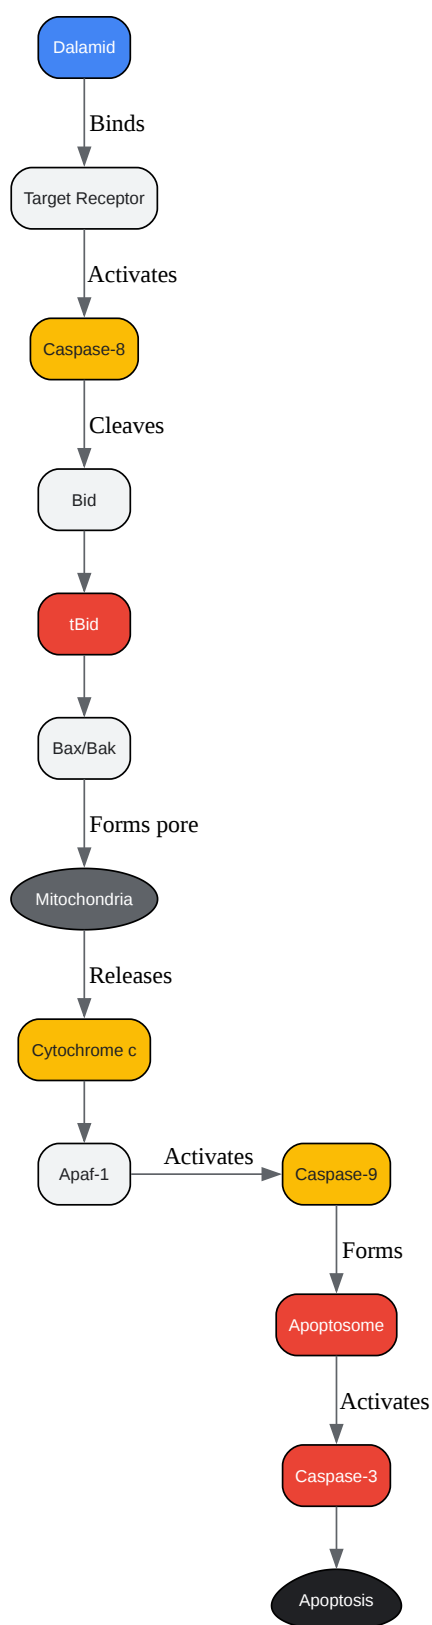 Dalamid
Binds
Target Receptor
Activates
Caspase-8
Cleaves
Bid
tBid
Bax/Bak
Forms pore
Mitochondria
Releases
Cytochrome c
Apaf-1
Activates
Caspase-9
Forms
Apoptosome
Activates
Caspase-3
Apoptosis